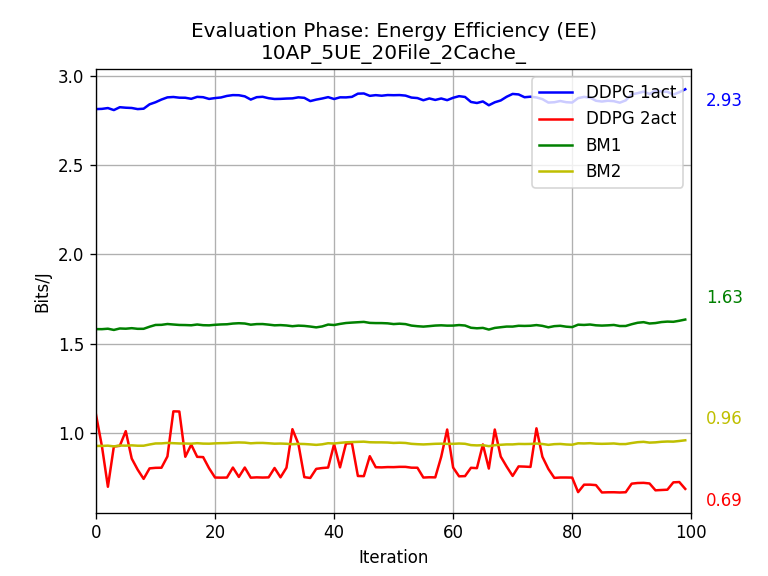 Evaluation Phase: Energy Efficiency (EE)
10AP_5UE_20File_2Cache_
3.0
2.5
2.0
1.5
1.0
Bits/J
0
20
40
60
80
100
Iteration
DDPG 1act
DDPG 2act
BM1
BM2
2.93
1.63
0.96
0.69